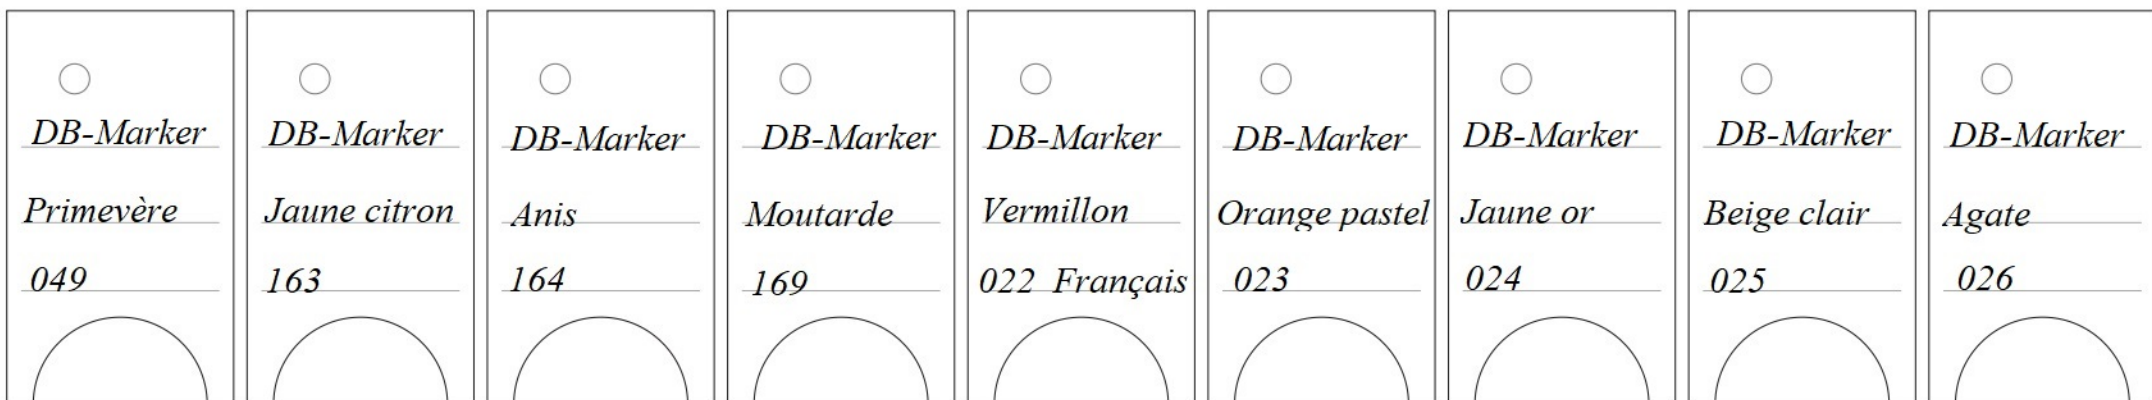 DB-Marker
Primevère
049
DB-Marker
Jaune citron
163
DB-Marker
Anis
164
DB-Marker
Moutarde
169
DB-Marker
Vermillon
022 Français
DB-Marker
Orange pastel
023
DB-Marker
Jaune or
024
DB-Marker
Beige clair
025
DB-Marker
Agate
026